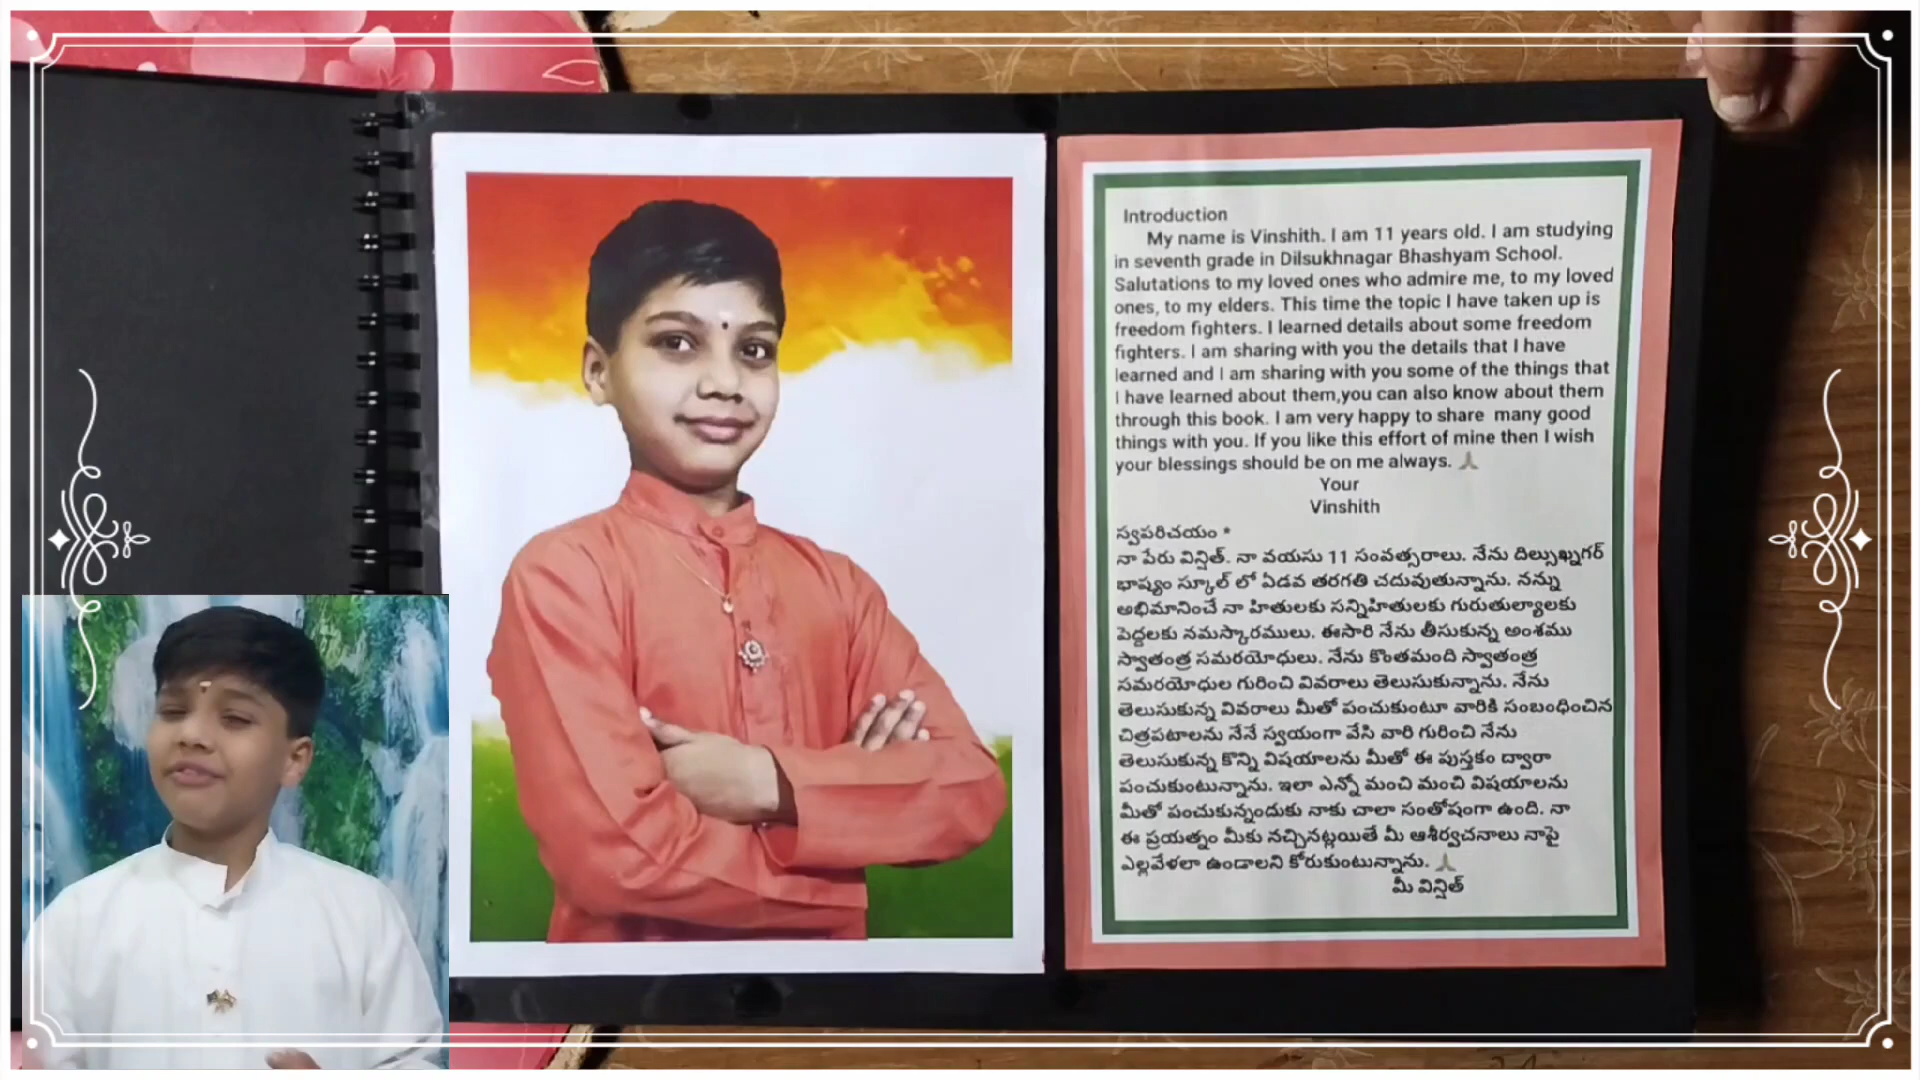 Introduction
My name is Vinshith. I am 11 years old. I am studying
in seventh grade in Dilsukhnagar Bhashyam School.
Salutations to my loved ones who admire me, to my loved
ones, to my elders. This time the topic I have taken up is
freedom fighters. I learned details about some freedom
fighters. I am sharing with you the details that I have
learned and I am sharing with you some of the things that
I have learned about them,you can also know about them
through this book. I am very happy to share many good
things with you. If you like this effort of mine then I wish
your blessings should be on me always. 🙏
Your
Vinshith
స్వపరిచయం *
నా పేరు విన్షిత్. నా వయసు 11 సంవత్సరాలు. నేను దిల్సుఖ్నగర్
భాష్యం స్కూల్ లో ఏడవ తరగతి చదువుతున్నాను. నన్ను
అభిమానించే నా హితులకు సన్నిహితులకు గురుతుల్యాలకు
పెద్దలకు నమస్కారములు. ఈసారి నేను తీసుకున్న అంశము
స్వాతంత్ర సమరయోధులు. నేను కొంతమంది స్వాతంత్ర
సమరయోధుల గురించి వివరాలు తెలుసుకున్నాను. నేను
తెలుసుకున్న వివరాలు మీతో పంచుకుంటూ వారికి సంబంధించిన
చిత్రపటాలను నేనే స్వయంగా వేసి వారి గురించి నేను
తెలుసుకున్న కొన్ని విషయాలను మీతో ఈ పుస్తకం ద్వారా
పంచుకుంటున్నాను. ఇలా ఎన్నో మంచి మంచి విషయాలను
మీతో పంచుకున్నందుకు నాకు చాలా సంతోషంగా ఉంది. నా
ఈ ప్రయత్నం మీకు నచ్చినట్లయితే మీ ఆశీర్వచనాలు నాపై
ఎల్లవేళలా ఉండాలని కోరుకుంటున్నాను. 🙏
మీ విన్షిత్